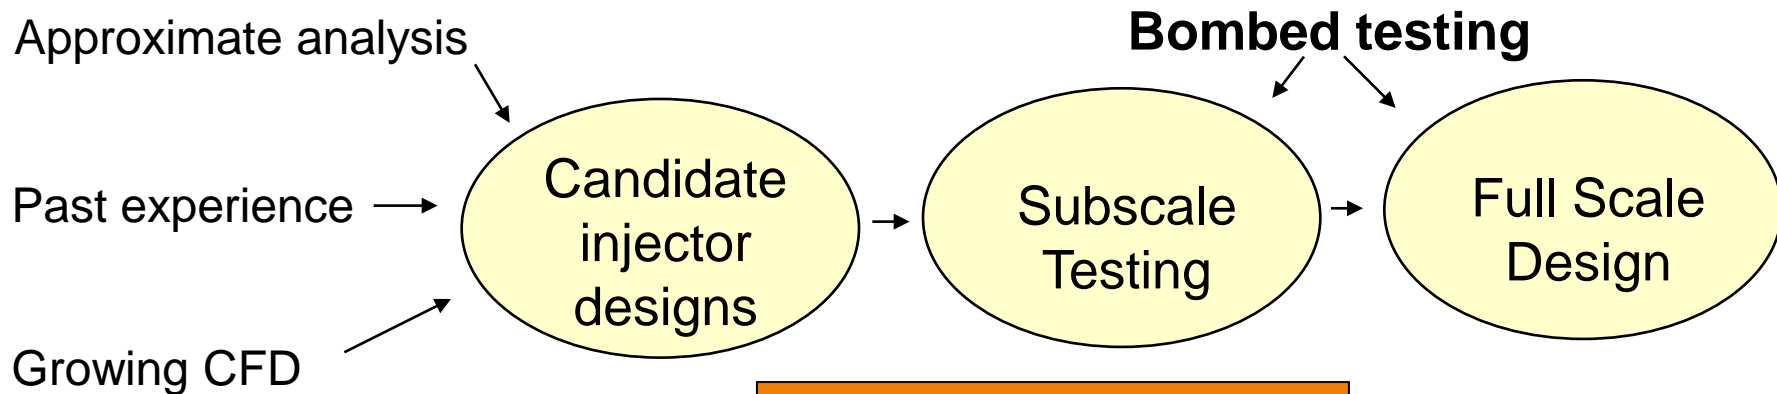 Approximate analysis
Bombed testing
Past experience
Candidate
injector
designs
Subscale
Testing
Full Scale
Design
Growing CFD